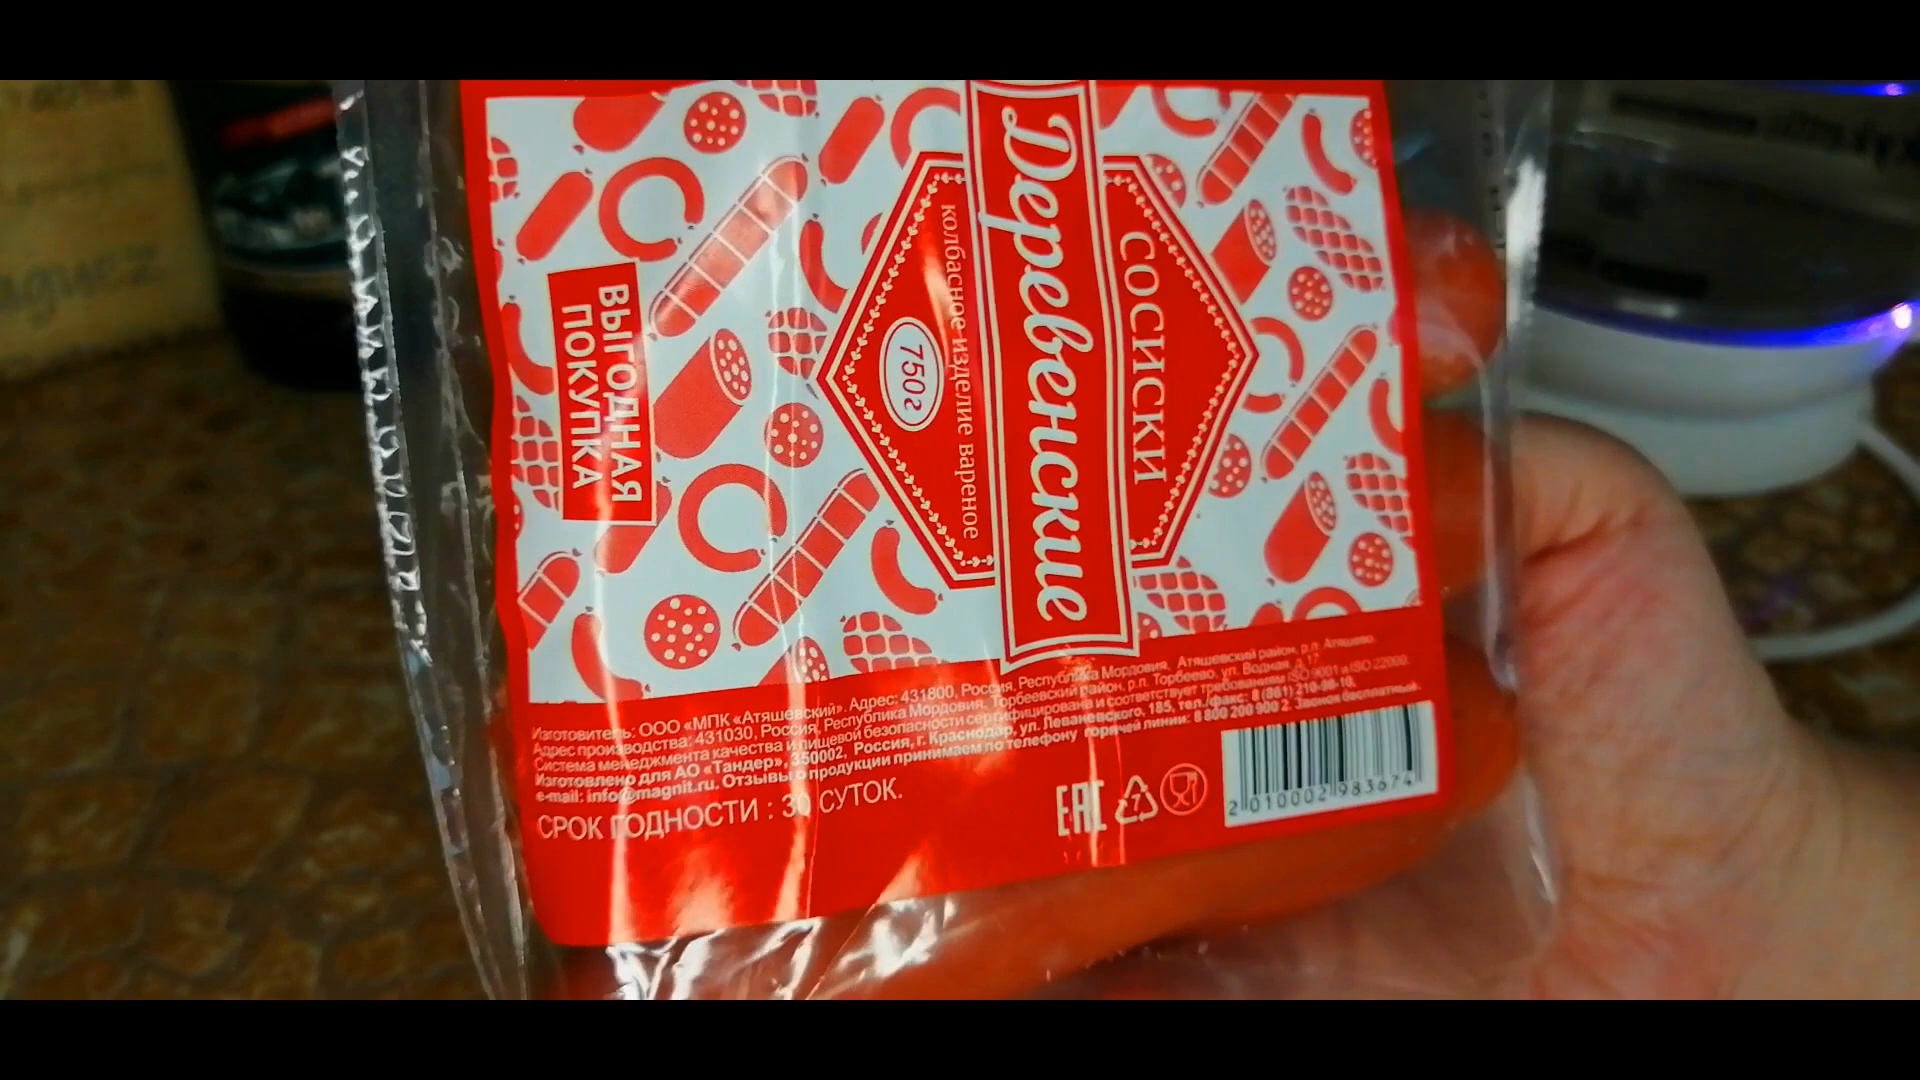 сосиски
Деревенские
колбасное изделие вареное
750г
ВЫГОДНАЯ
ПОКУПКА
Изготовитель: ООО «МПК «Атяшевский». Адрес: 431800, Россия, Республика Мордовия, Атяшевский район, р.п. Атяшево.
Адрес производства: 431030, Россия, Республика Мордовия, Торбеевский район, р.п. Торбеево, ул. Водная, д. 17.
Система менеджмента качества и пищевой безопасности сертифицирована и соответствует требованиям ISO 9001 и ISO 22000.
Изготовлено для АО «Тандер», 350002, Россия, г. Краснодар, ул. Леваневского, 185, тел./факс: 8 (861) 210-98-10,
e-mail: info@magnit.ru. Отзывы о продукции принимаем по телефону горячей линии: 8 800 200 900 2. Звонок бесплатный.
СРОК ГОДНОСТИ : 30 СУТОК.
EAC
7
2 010002 983674